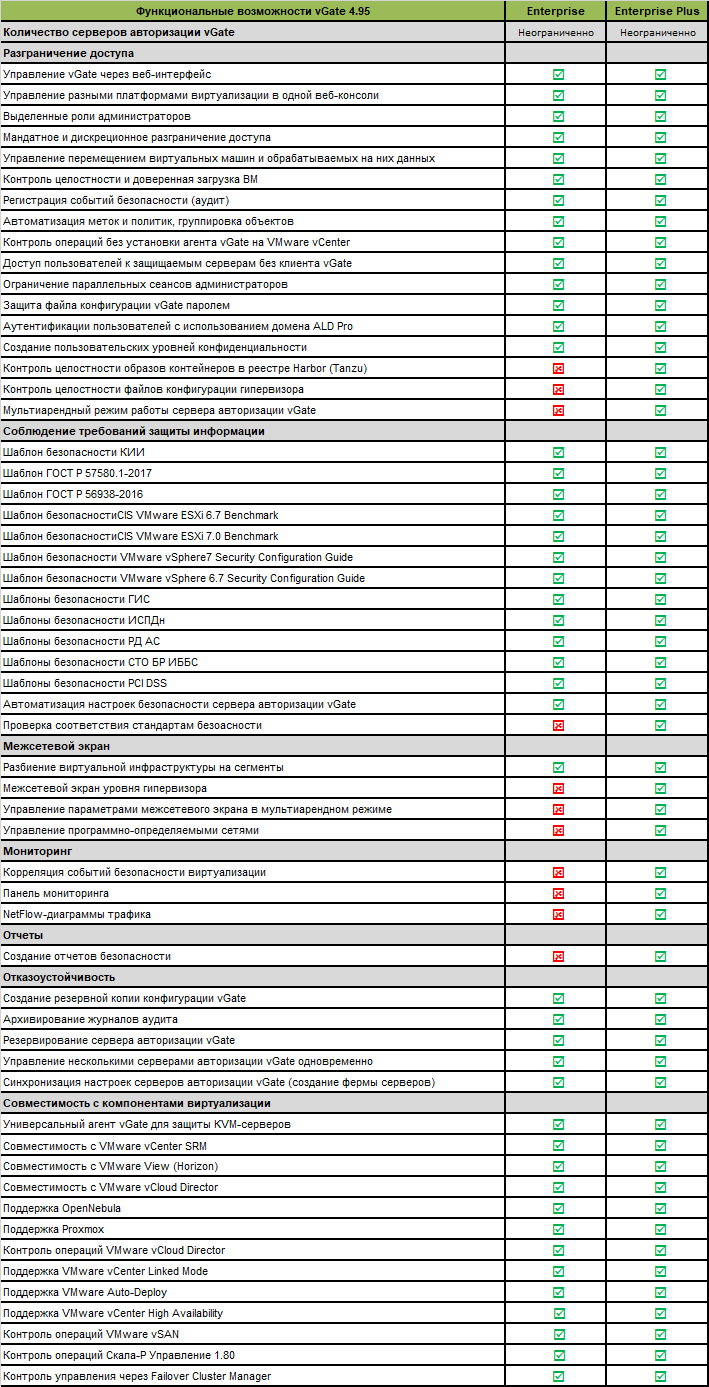 Функциональные возможности vGate 4.95 Enterprise Enterprise Plus
Количество серверов авторизации vGate Неограниченно Неограниченно
Разграничение доступа
Управление vGate через веб-интерфейс
Управление разными платформами виртуализации в одной веб-консоли
Выделенные роли администраторов
Мандатное и дискреционное разграничение доступа
Управление перемещением виртуальных машин и обрабатываемых на них данных
Контроль целостности и доверенная загрузка ВМ
Регистрация событий безопасности (аудит)
Автоматизация меток и политик, группировка объектов
Контроль операций без установки агента vGate на VMware vCenter
Доступ пользователей к защищаемым серверам без клиента vGate
Ограничение параллельных сеансов администраторов
Защита файла конфигурации vGate паролем
Аутентификации пользователей с использованием домена ALD Pro
Создание пользовательских уровней конфиденциальности
Контроль целостности образов контейнеров в реестре Harbor (Tanzu)
Контроль целостности файлов конфигурации гипервизора
Мультиарендный режим работы сервера авторизации vGate
Соблюдение требований защиты информации
Шаблон безопасности КИИ
Шаблон ГОСТ Р 57580.1-2017
Шаблон ГОСТ Р 56938-2016
Шаблон безопасностиCIS VMware ESXi 6.7 Benchmark
Шаблон безопасностиCIS VMware ESXi 7.0 Benchmark
Шаблон безопасности VMware vSphere7 Security Configuration Guide
Шаблон безопасности VMware vSphere 6.7 Security Configuration Guide
Шаблоны безопасности ГИС
Шаблоны безопасности ИСПДн
Шаблоны безопасности РД АС
Шаблоны безопасности СТО БР ИББС
Шаблоны безопасности PCI DSS
Автоматизация настроек безопасности сервера авторизации vGate
Проверка соответствия стандартам безоасности
Межсетевой экран
Разбиение виртуальной инфраструктуры на сегменты
Межсетевой экран уровня гипервизора
Управление параметрами межсетевого экрана в мультиарендном режиме
Управление программно-определяемыми сетями
Мониторинг
Корреляция событий безопасности виртуализации
Панель мониторинга
NetFlow-диаграммы трафика
Отчеты
Создание отчетов безопасности
Отказоустойчивость
Создание резервной копии конфигурации vGate
Архивирование журналов аудита
Резервирование сервера авторизации vGate
Управление несколькими серверами авторизации vGate одновременно
Синхронизация настроек серверов авторизации vGate (создание фермы серверов)
Совместимость с компонентами виртуализации
Универсальный агент vGate для защиты KVM-серверов
Совместимость с VMware vCenter SRM
Совместимость с VMware View (Horizon)
Совместимость с VMware vCloud Director
Поддержка OpenNebula
Поддержка Proxmox
Контроль операций VMware vCloud Director
Поддержка VMware vCenter Linked Mode
Поддержка VMware Auto-Deploy
Поддержка VMware vCenter High Availability
Контроль операций VMware vSAN
Контроль операций Скала-Р Управление 1.80
Контроль управления через Failover Cluster Manager